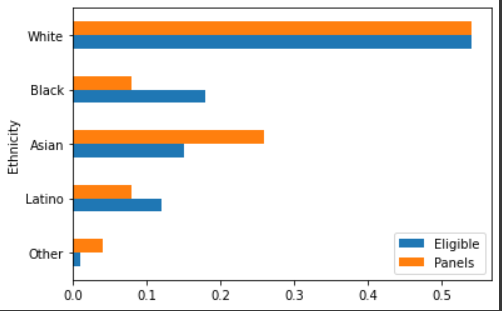 White
Black
Asian
Latino
Other
Ethnicity
Eligible
Panels
0.0 0.1 0.2 0.3 0.4 0.5